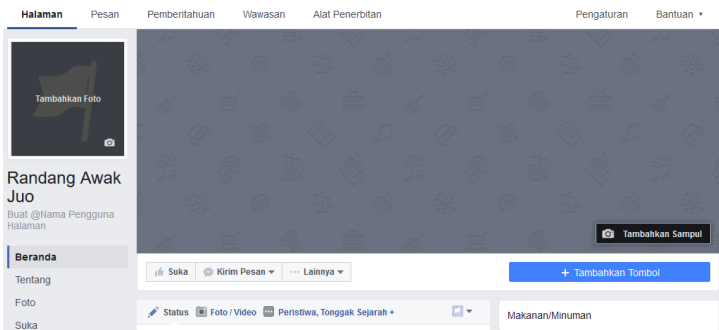 Halaman Pesan Pemberitahuan Wawasan Alat Penerbitan Pengaturan Bantuan
Tambahkan Foto
Randang Awak
Juo
Buat @Nama Pengguna
Halaman
Tambahkan Sampul
Beranda
Suka Kirim Pesan Lainnya + Tambahkan Tombol
Tentang
Foto
Status Foto / Video Peristiwa, Tonggak Sejarah + Makanan/Minuman
Suka